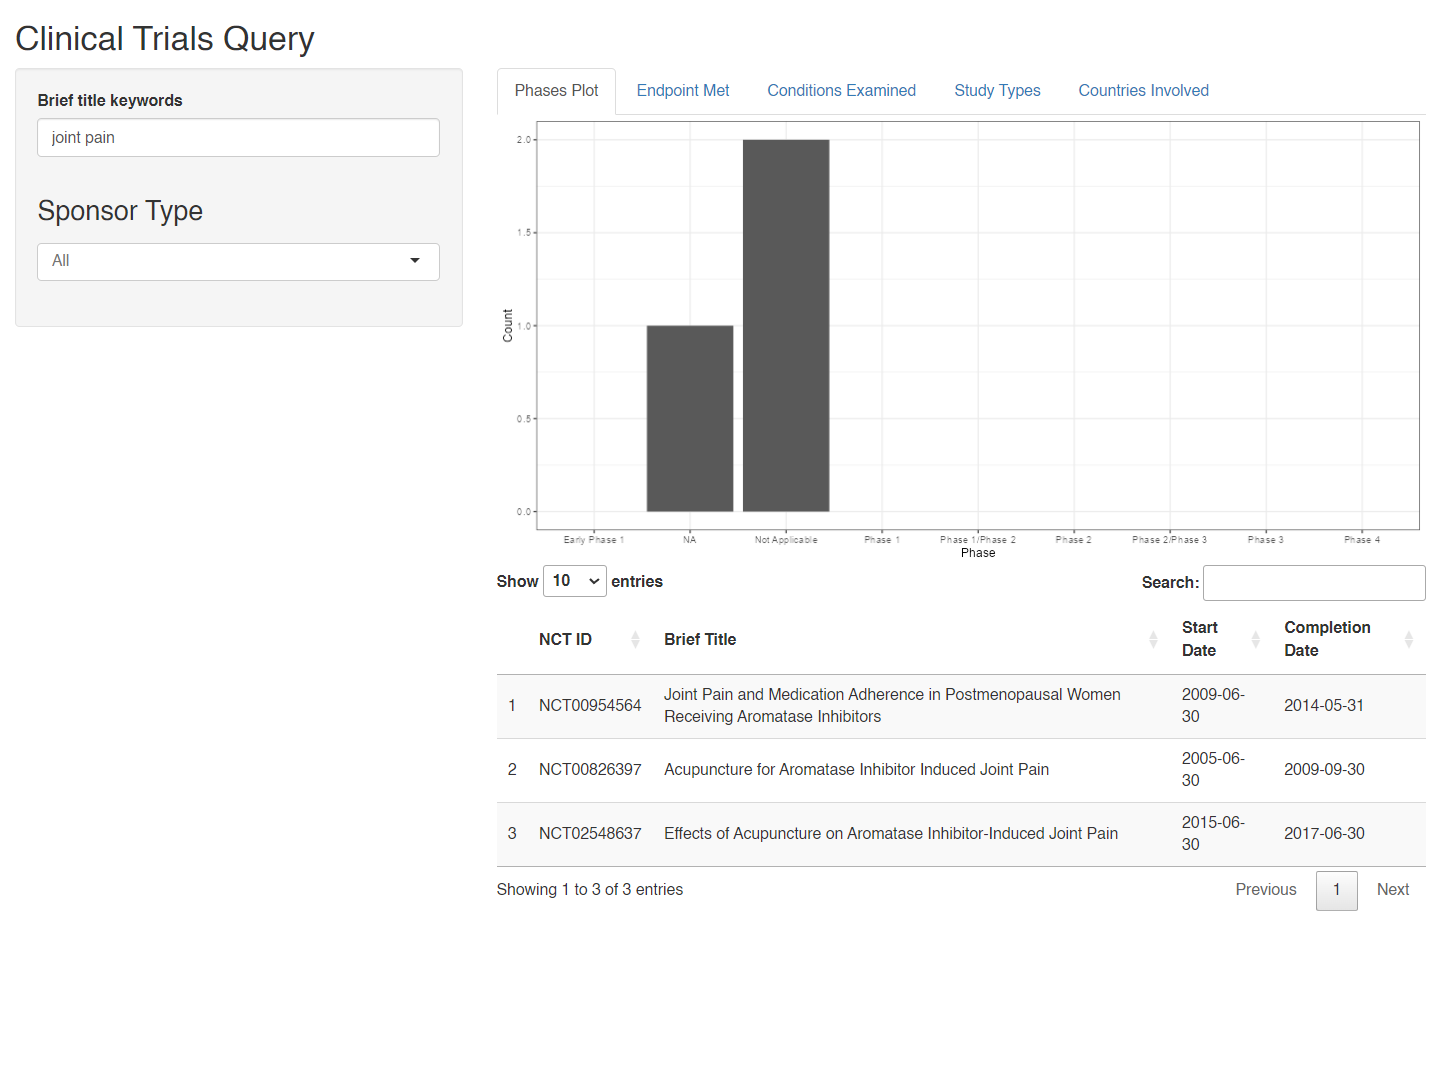 Clinical Trials Query
Brief title keywords
joint pain
Sponsor Type
All
Phases Plot
Endpoint Met
Conditions Examined
Study Types
Countries Involved
2.0
1.5
1.0
0.5
0.0
Count
Early Phase 1
NA
Not Applicable
Phase 1
Phase 1/Phase 2
Phase 2
Phase 2/Phase 3
Phase 3
Phase 4
Phase
Show 10 entries
Search:
NCT ID
Brief Title
Start
Date
Completion
Date
1
NCT00954564
Joint Pain and Medication Adherence in Postmenopausal Women
Receiving Aromatase Inhibitors
2009-06-
30
2014-05-31
2
NCT00826397
Acupuncture for Aromatase Inhibitor Induced Joint Pain
2005-06-
30
2009-09-30
3
NCT02548637
Effects of Acupuncture on Aromatase Inhibitor-Induced Joint Pain
2015-06-
30
2017-06-30
Showing 1 to 3 of 3 entries
Previous
1
Next